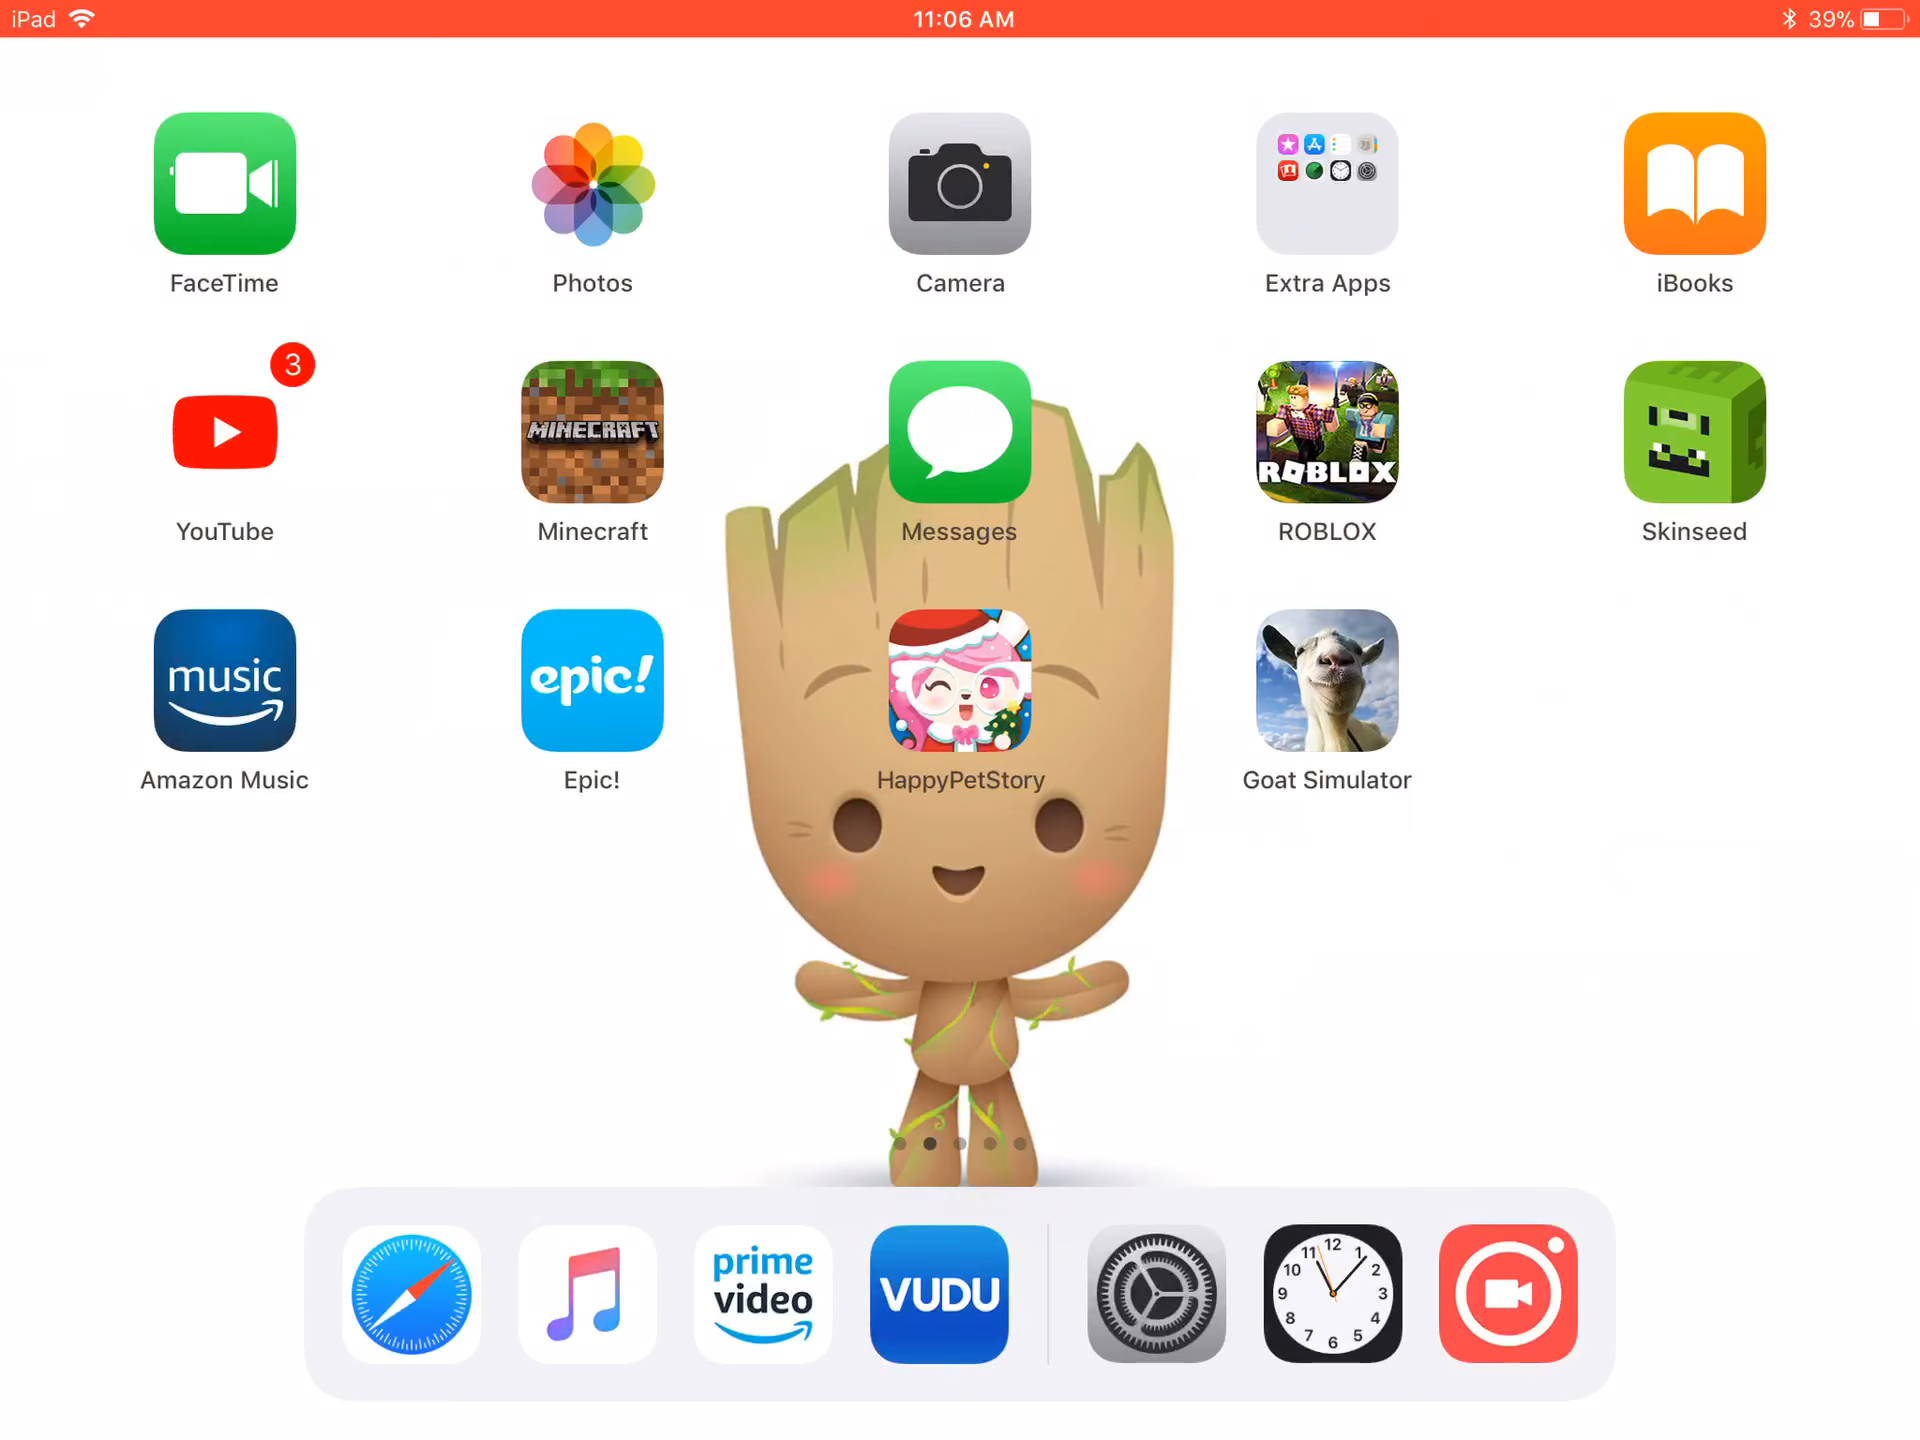 iPad 11:06 AM 39%
FaceTime Photos Camera Extra Apps iBooks
3
MINECRAFT ROBLOX
YouTube Minecraft Messages ROBLOX Skinseed
music epic!
Amazon Music Epic! HappyPetStory Goat Simulator
prime
video
VUDU
12
11 1
10 2
9 3
8 4
7 5
6